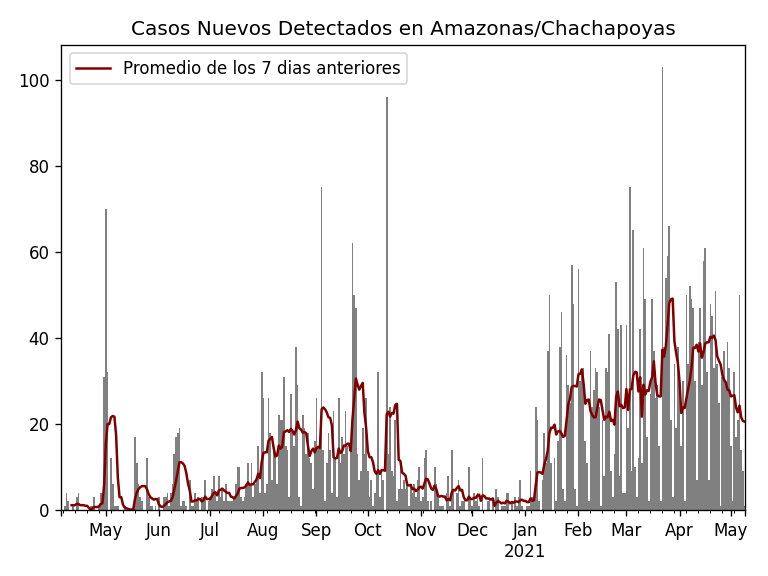 Casos Nuevos Detectados en Amazonas/Chachapoyas
Promedio de los 7 dias anteriores
100
80
60
40
20
0
May Jun Jul Aug Sep Oct Nov Dec Jan Feb Mar Apr May
2021